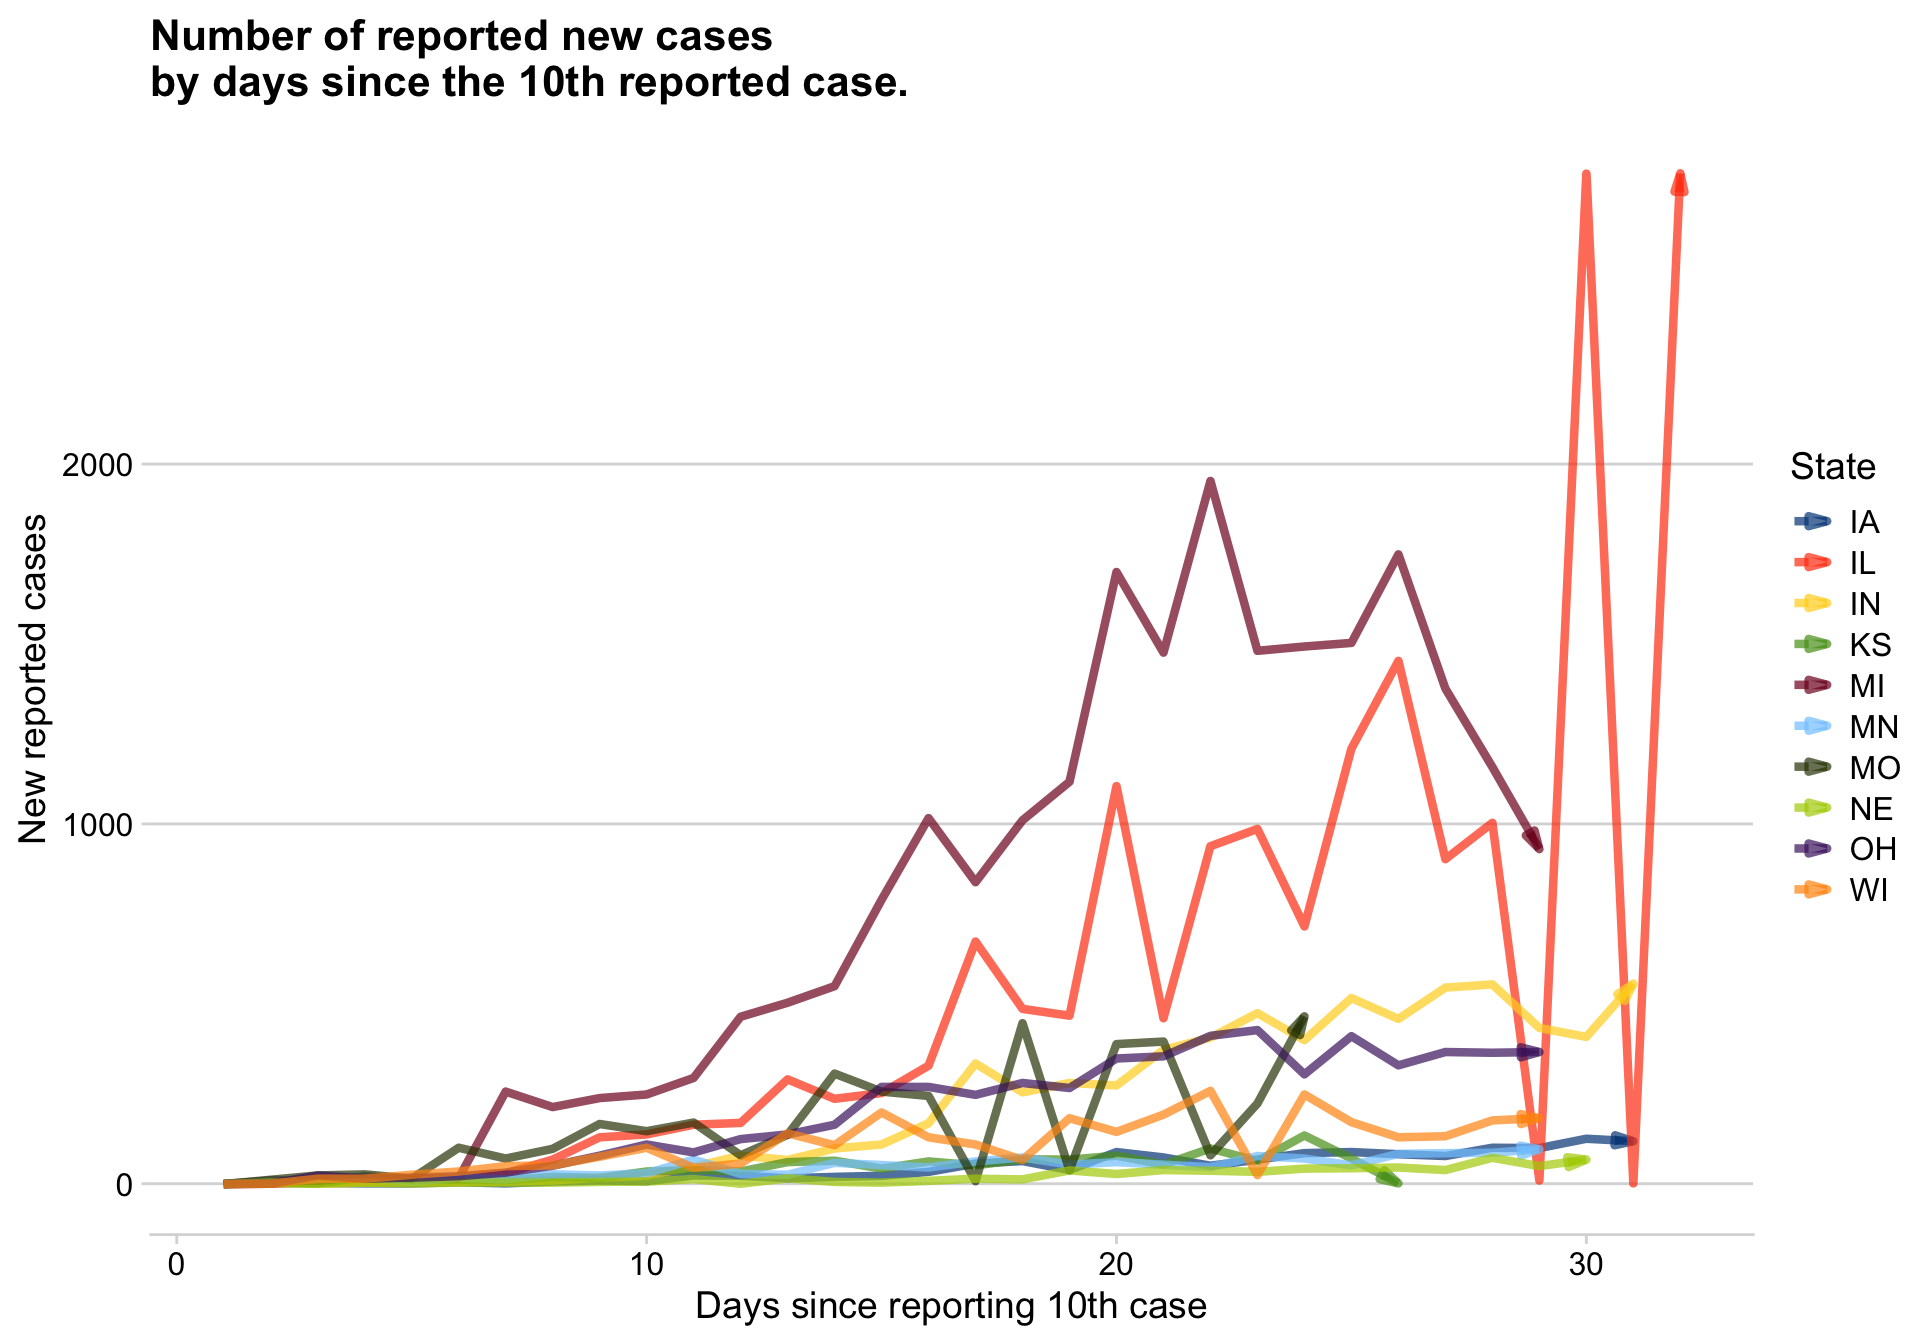 Number of reported new cases
by days since the 10th reported case.
New reported cases
2000
1000
0
0
10
20
30
Days since reporting 10th case
State
IA
IL
IN
KS
MI
MN
MO
NE
OH
WI